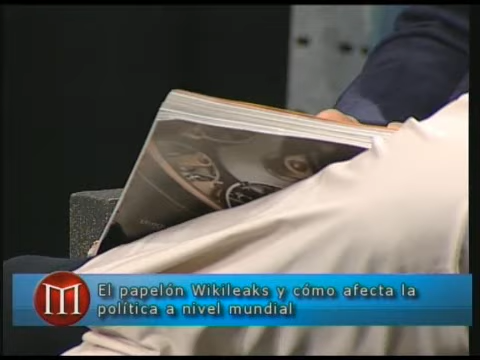 M
El papelón Wikileaks y cómo afecta la
política a nivel mundial